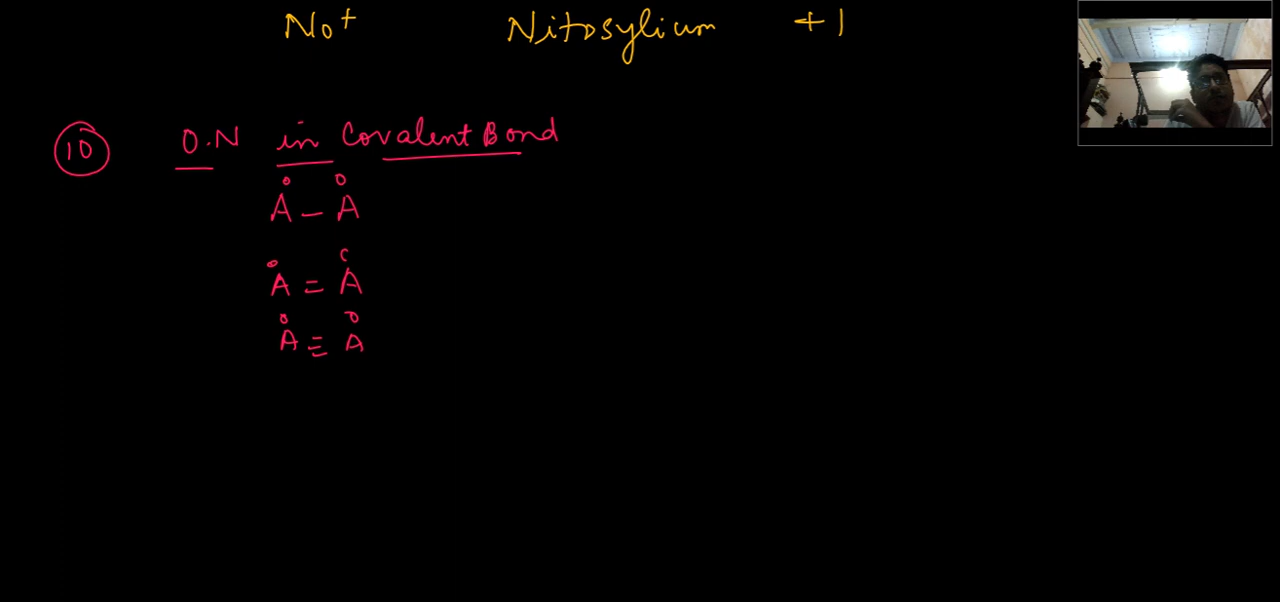 No+ Nitosylium +1
10 O.N in Covalent Bond
o o
A – A
o o
A = A
o o
A ≡ A